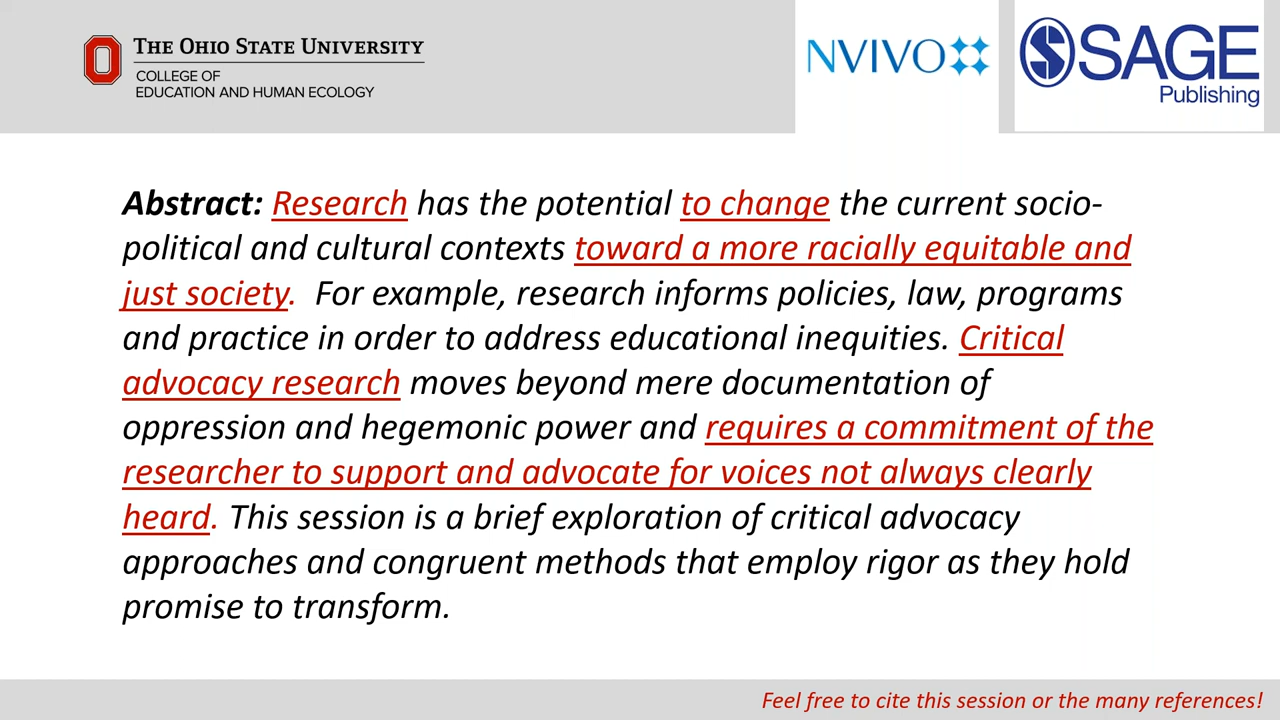 THE OHIO STATE UNIVERSITY
COLLEGE OF
EDUCATION AND HUMAN ECOLOGY
NVIVO
SAGE
Publishing
Abstract: Research has the potential to change the current socio-
political and cultural contexts toward a more racially equitable and
just society.  For example, research informs policies, law, programs
and practice in order to address educational inequities. Critical
advocacy research moves beyond mere documentation of
oppression and hegemonic power and requires a commitment of the
researcher to support and advocate for voices not always clearly
heard. This session is a brief exploration of critical advocacy
approaches and congruent methods that employ rigor as they hold
promise to transform.
Feel free to cite this session or the many references!